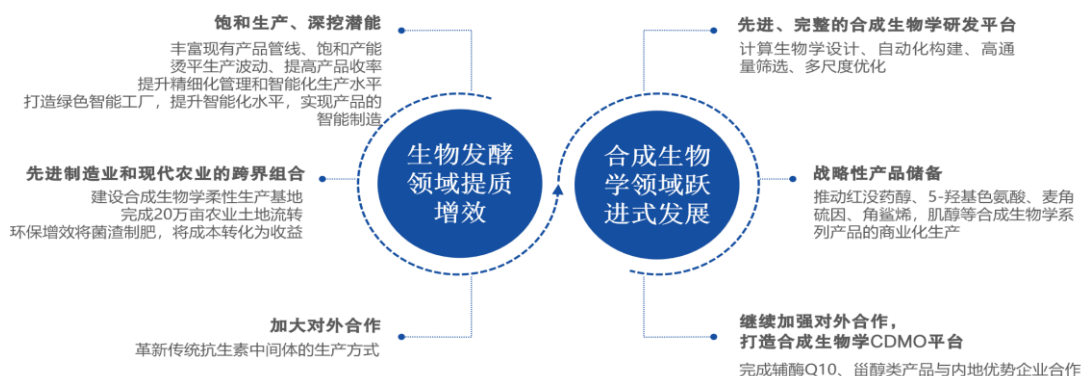 饱和生产、深挖潜能
丰富现有产品管线、饱和产能
烫平生产波动、提高产品收率
提升精细化管理和智能化生产水平
打造绿色智能工厂，提升智能化水平，实现产品的
智能制造
先进制造业和现代农业的跨界组合
建设合成生物学柔性生产基地
完成20万亩农业土地流转
环保增效将菌渣制肥，将成本转化为收益
加大对外合作
革新传统抗生素中间体的生产方式
生物发酵
领域提质
增效
合成生物
学领域跃
进式发展
先进、完整的合成生物学研发平台
计算生物学设计、自动化构建、高通
量筛选、多尺度优化
战略性产品储备
推动红没药醇、5-羟基色氨酸、麦角
硫因、角鲨烯，肌醇等合成生物学系
列产品的商业化生产
继续加强对外合作，
打造合成生物学CDMO平台
完成辅酶Q10、甾醇类产品与内地优势企业合作